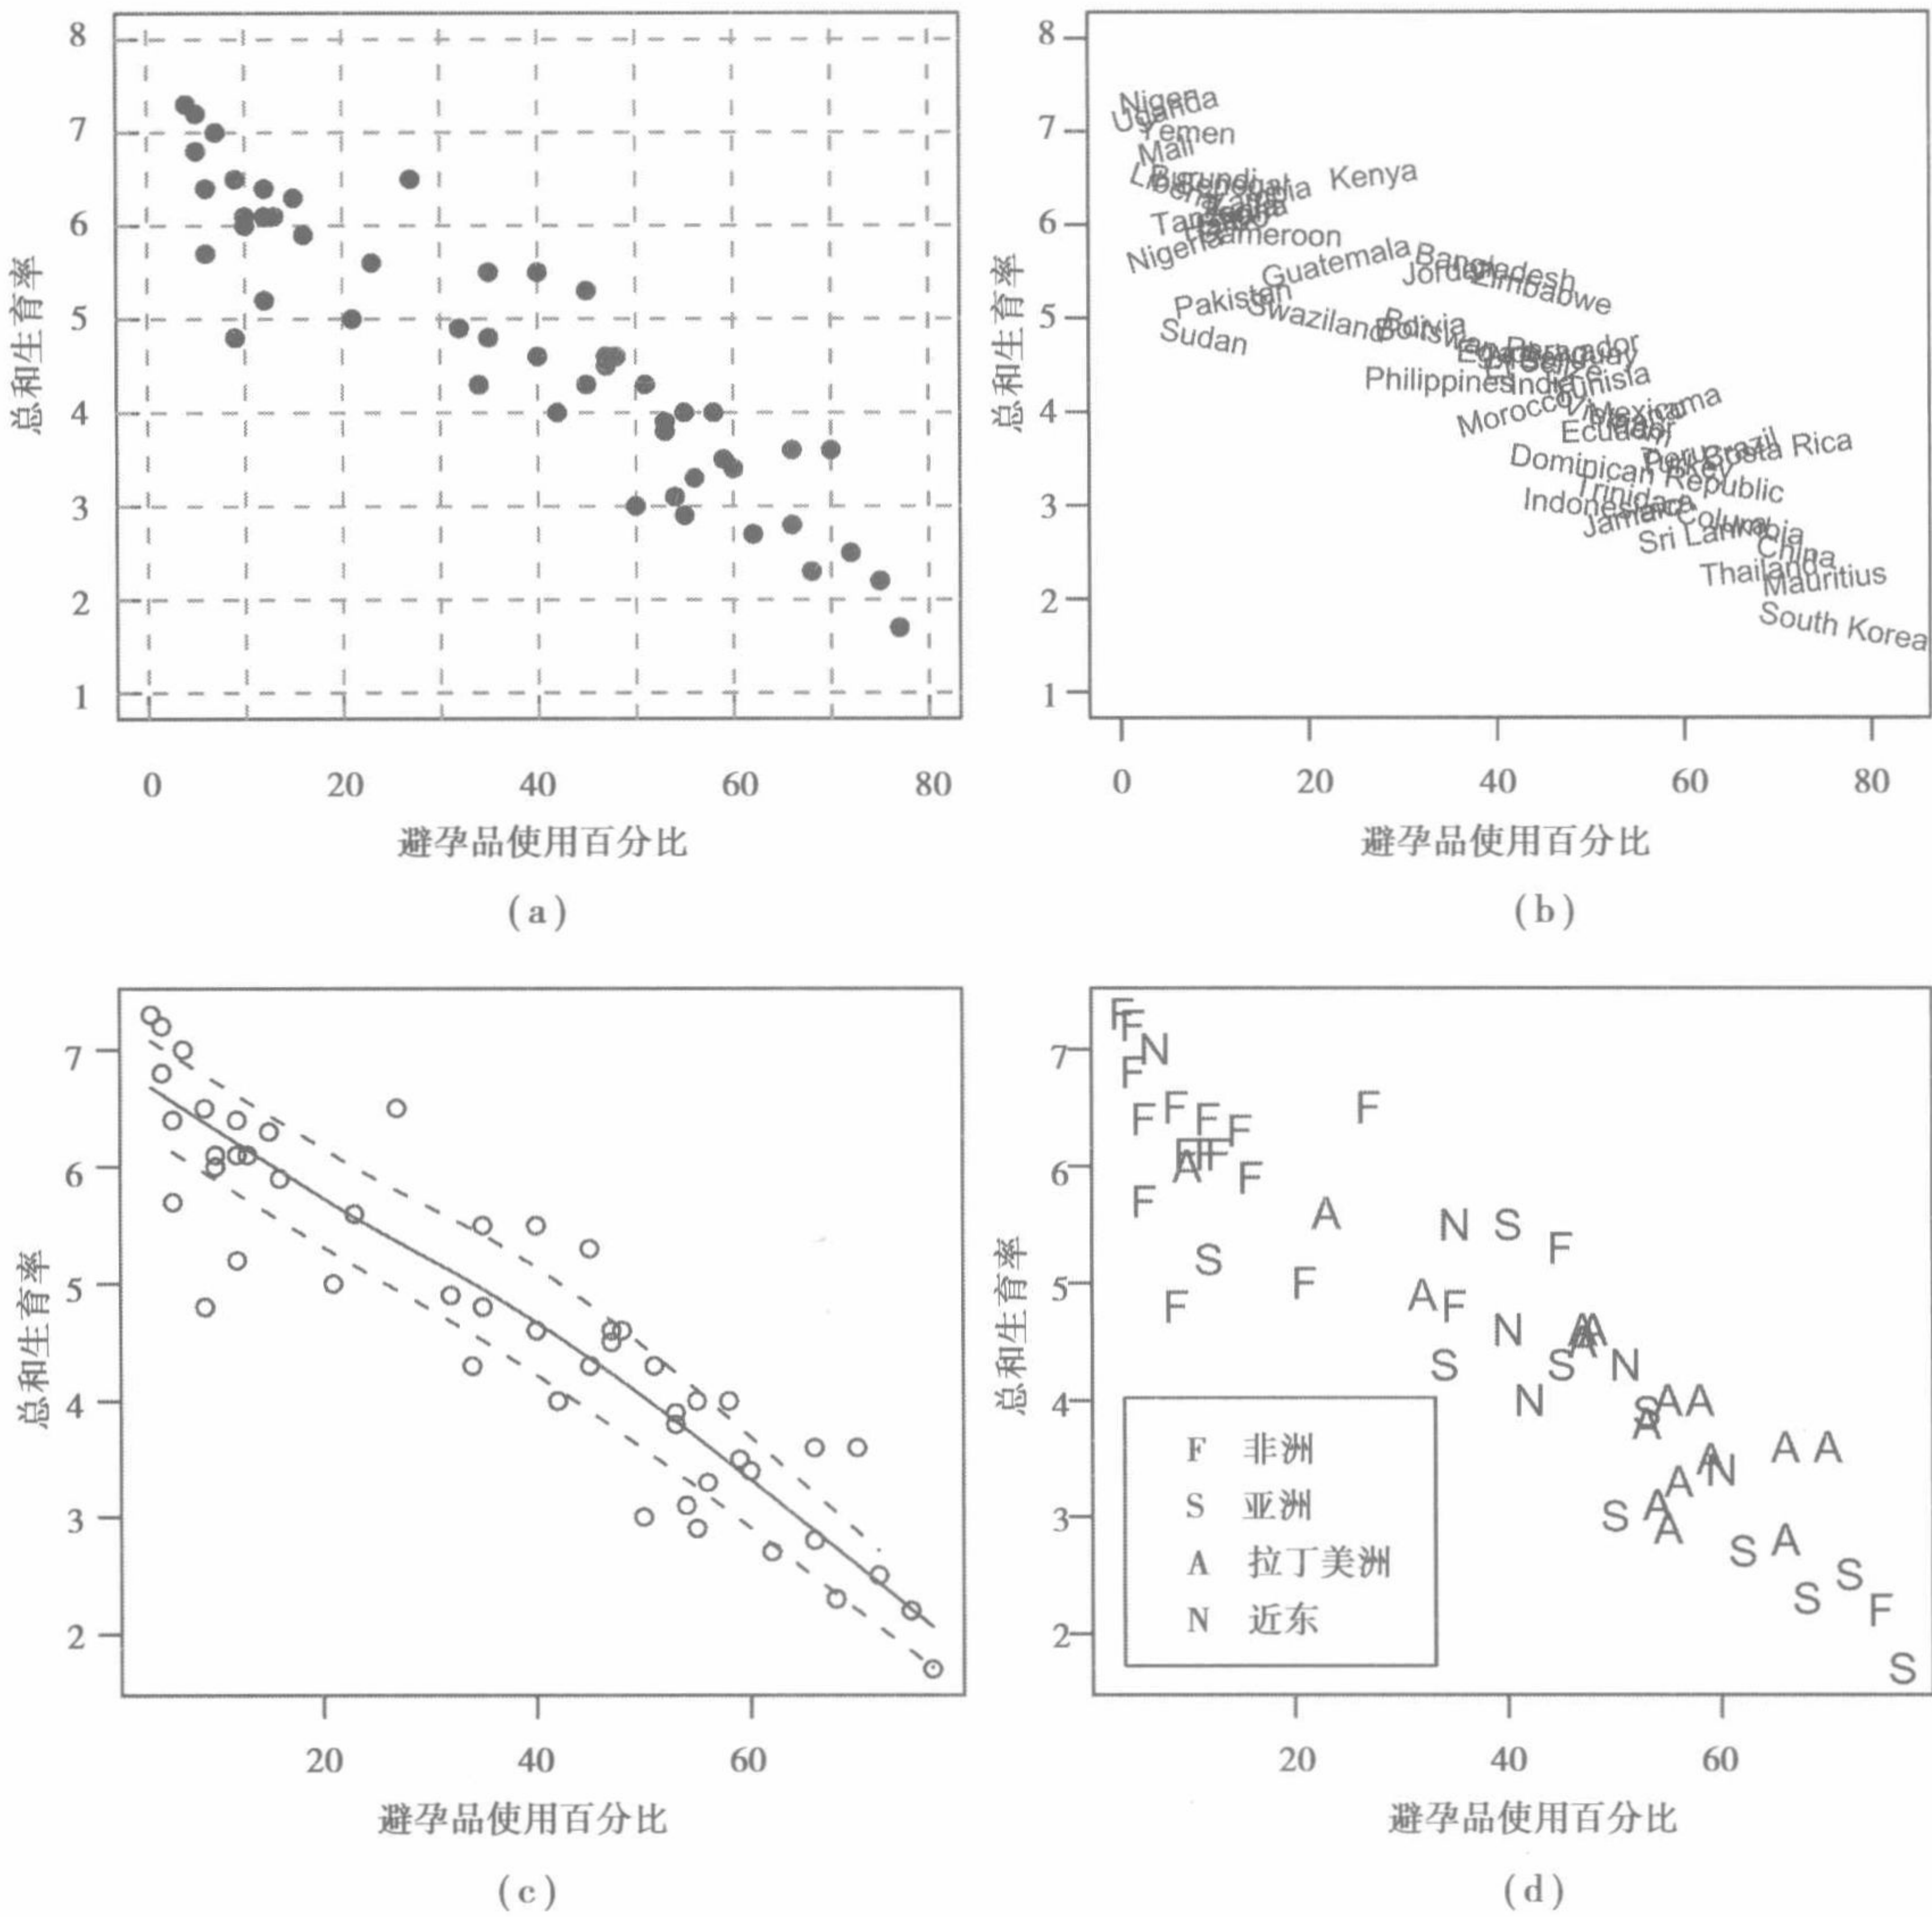 8
7
6
5
4
3
2
1
总和生育率
0 20 40 60 80
避孕品使用百分比
(a)
8
7
6
5
4
3
2
1
总和生育率
Niger
Uganda
Yemen
Mali
Burundi
Kenya
Nigeria
Cameroon
Guatemala
Bangladesh
Jordan
Zimbabwe
Pakistan
Sudan
Swaziland
Bolivia
Botswana
Philippines
India
Tunisia
Morocco
Mexico
Ecuador
Peru
Brazil
Costa Rica
Turkey
Dominican Republic
Trinidad
Indonesia
Jamaica
Columbia
Sri Lanka
China
Thailand
Mauritius
South Korea
0 20 40 60 80
避孕品使用百分比
(b)
7
6
5
4
3
2
总和生育率
20 40 60
避孕品使用百分比
(c)
7
6
5
4
3
2
总和生育率
F 非洲
S 亚洲
A 拉丁美洲
N 近东
20 40 60
避孕品使用百分比
(d)